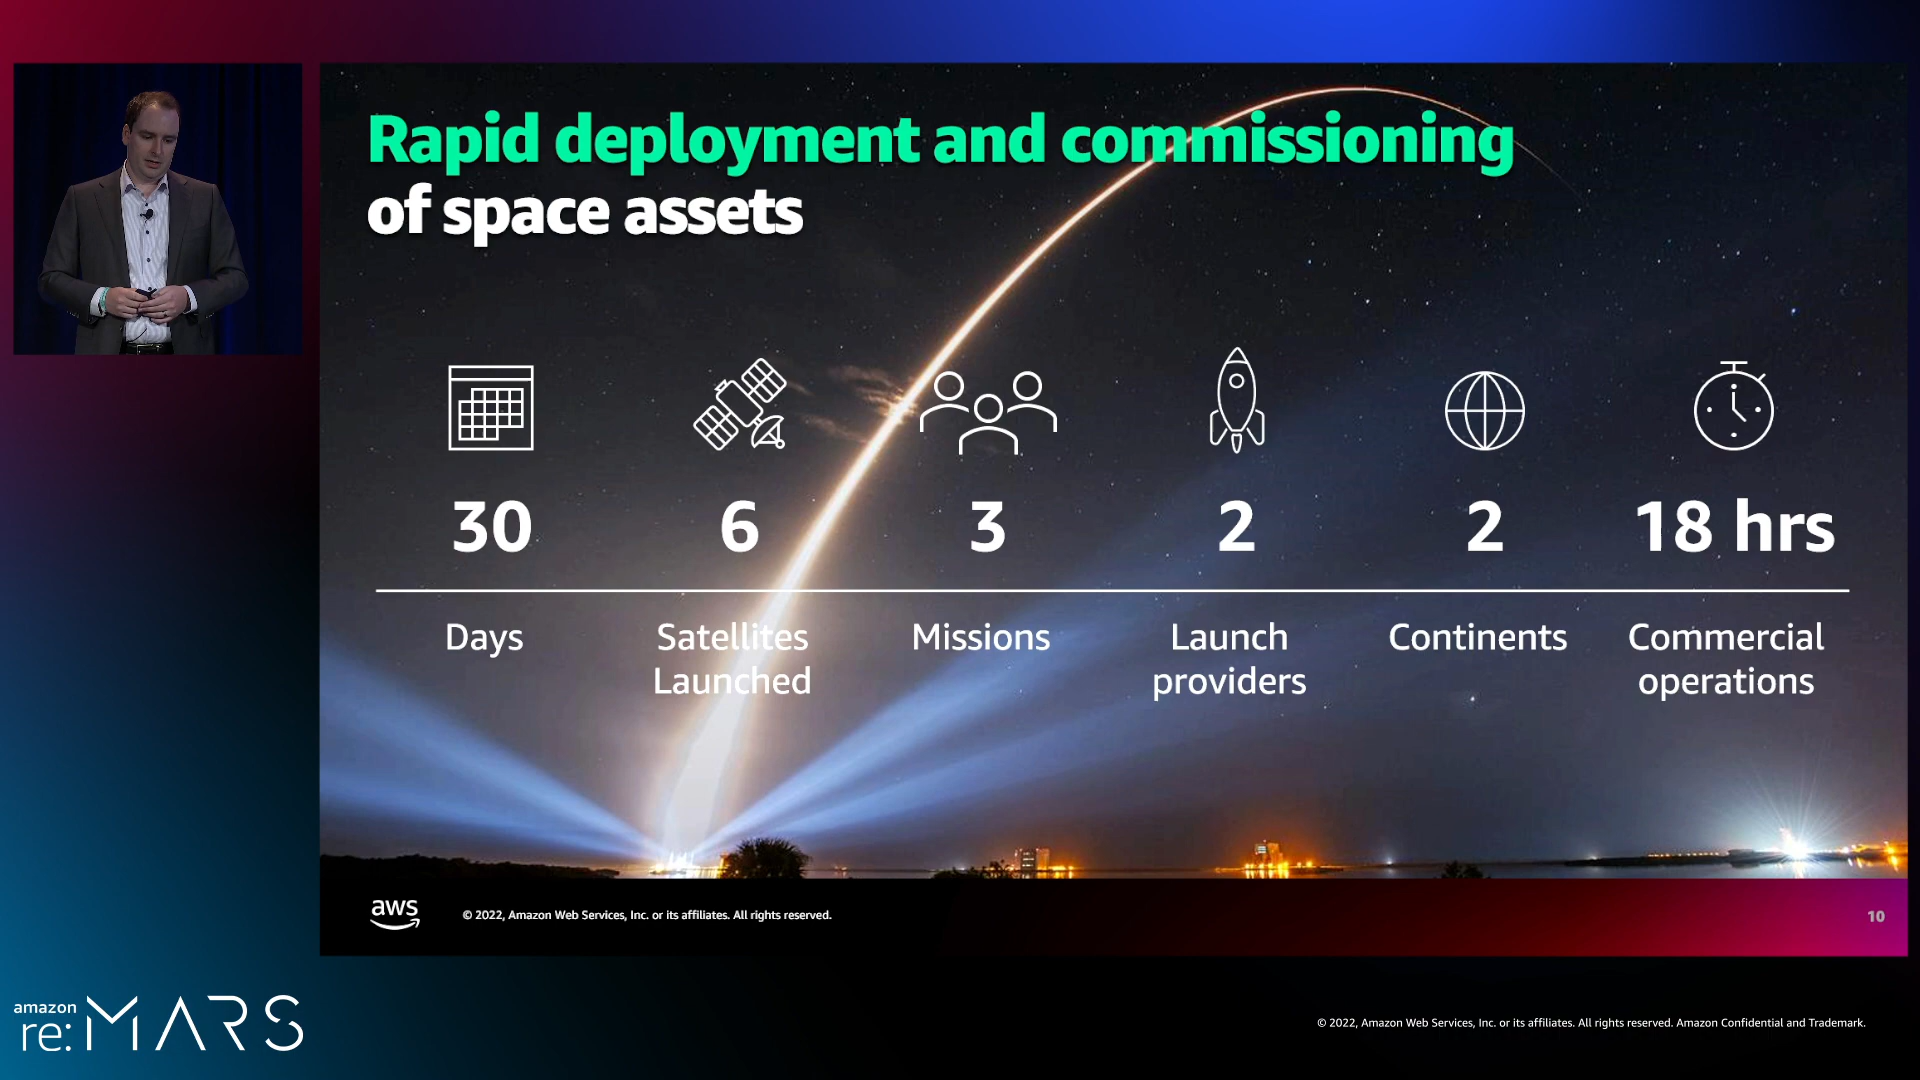 Rapid deployment and commissioning
of space assets
30
6
3
2
2
18 hrs
Days
Satellites
Launched
Missions
Launch
providers
Continents
Commercial
operations
aws
© 2022, Amazon Web Services, Inc. or its affiliates. All rights reserved.
10
amazon
re:MARS
© 2022, Amazon Web Services, Inc. or its affiliates. All rights reserved. Amazon Confidential and Trademark.